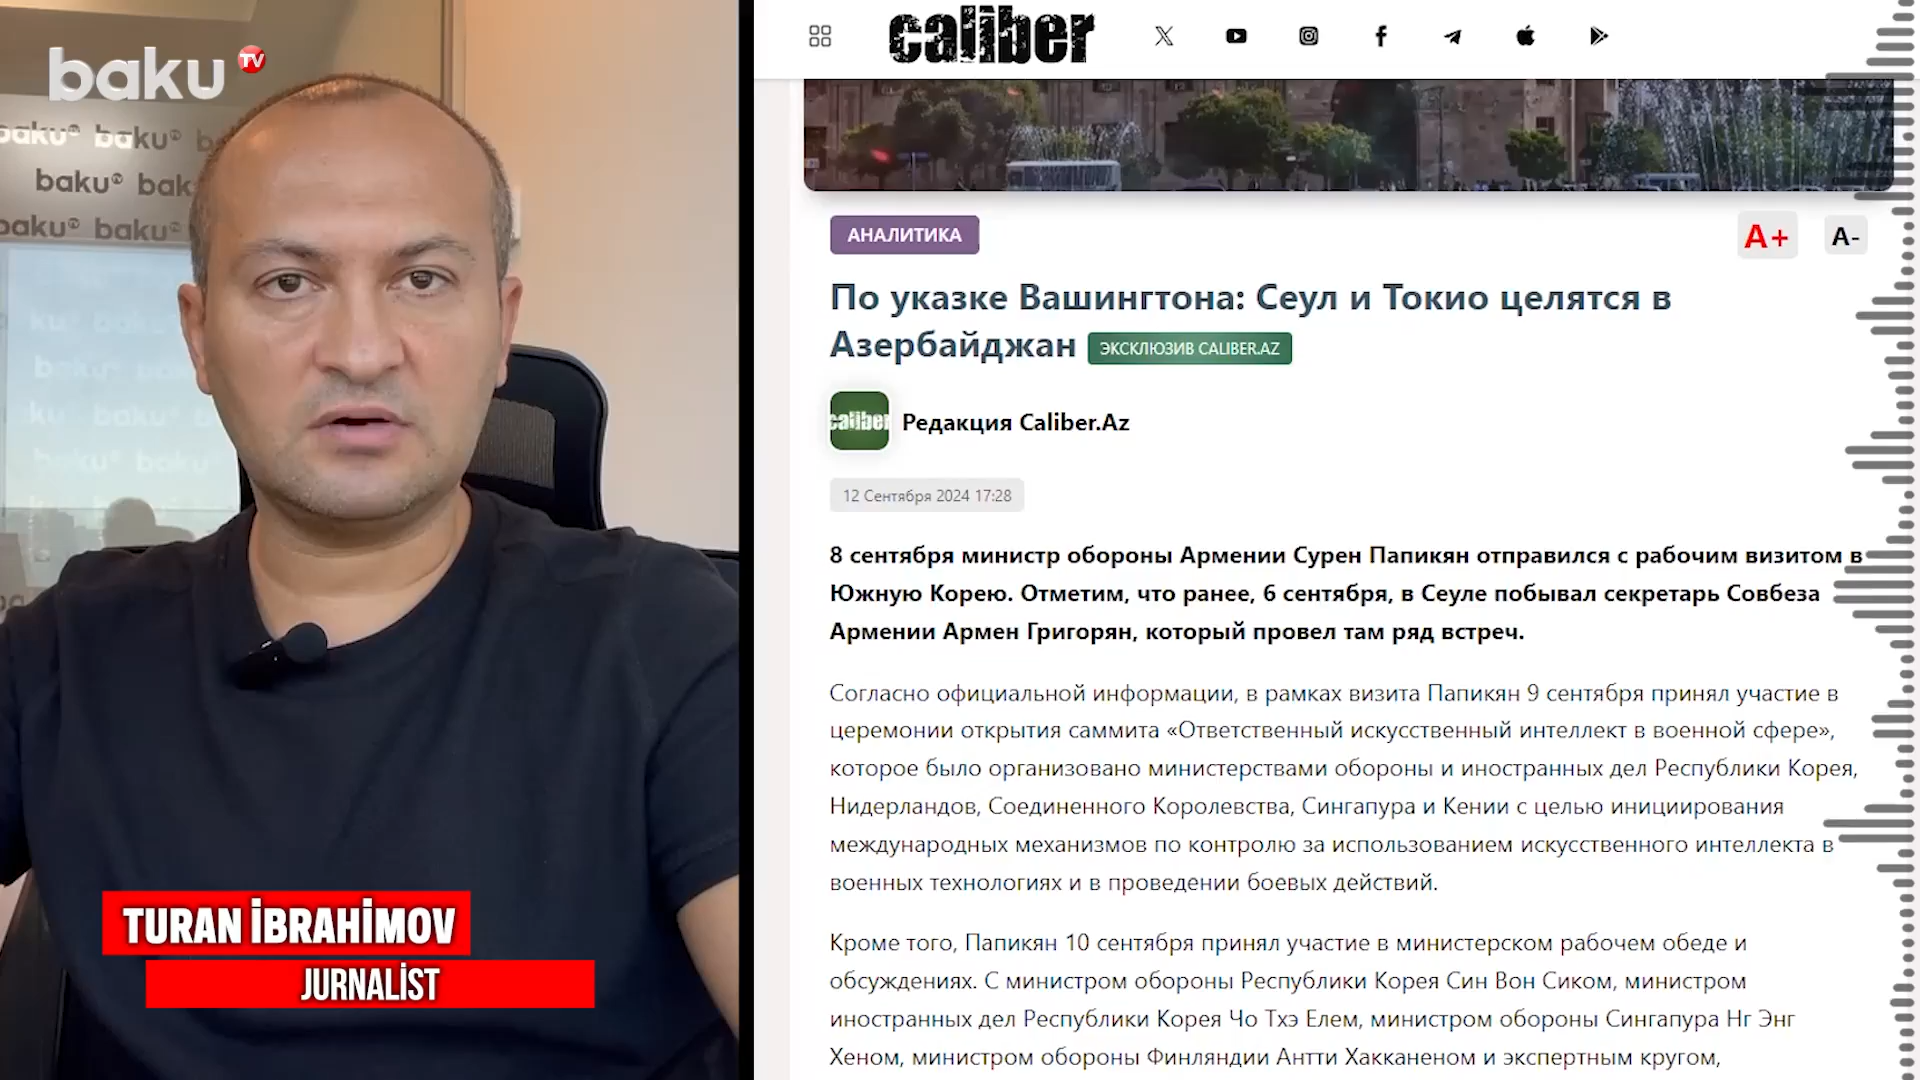 baku TV
baku baku
baku bak
baku baku
TURAN İBRAHİMOV
JURNALİST
caliber
АНАЛИТИКА
A+ A-
По указке Вашингтона: Сеул и Токио целятся в
Азербайджан ЭКСКЛЮЗИВ CALIBER.AZ
caliber Редакция Caliber.Az
12 Сентября 2024 17:28
8 сентября министр обороны Армении Сурен Папикян отправился с рабочим визитом в
Южную Корею. Отметим, что ранее, 6 сентября, в Сеуле побывал секретарь Совбеза
Армении Армен Григорян, который провел там ряд встреч.
Согласно официальной информации, в рамках визита Папикян 9 сентября принял участие в
церемонии открытия саммита «Ответственный искусственный интеллект в военной сфере»,
которое было организовано министерствами обороны и иностранных дел Республики Корея,
Нидерландов, Соединенного Королевства, Сингапура и Кении с целью инициирования
международных механизмов по контролю за использованием искусственного интеллекта в
военных технологиях и в проведении боевых действий.
Кроме того, Папикян 10 сентября принял участие в министерском рабочем обеде и
обсуждениях. С министром обороны Республики Корея Син Вон Сиком, министром
иностранных дел Республики Корея Чо Тхэ Елем, министром обороны Сингапура Нг Энг
Хеном, министром обороны Финляндии Антти Хакканеном и экспертным кругом,